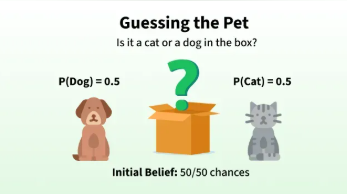 Guessing the Pet
Is it a cat or a dog in the box?
P(Dog) = 0.5
P(Cat) = 0.5
?
Initial Belief: 50/50 chances